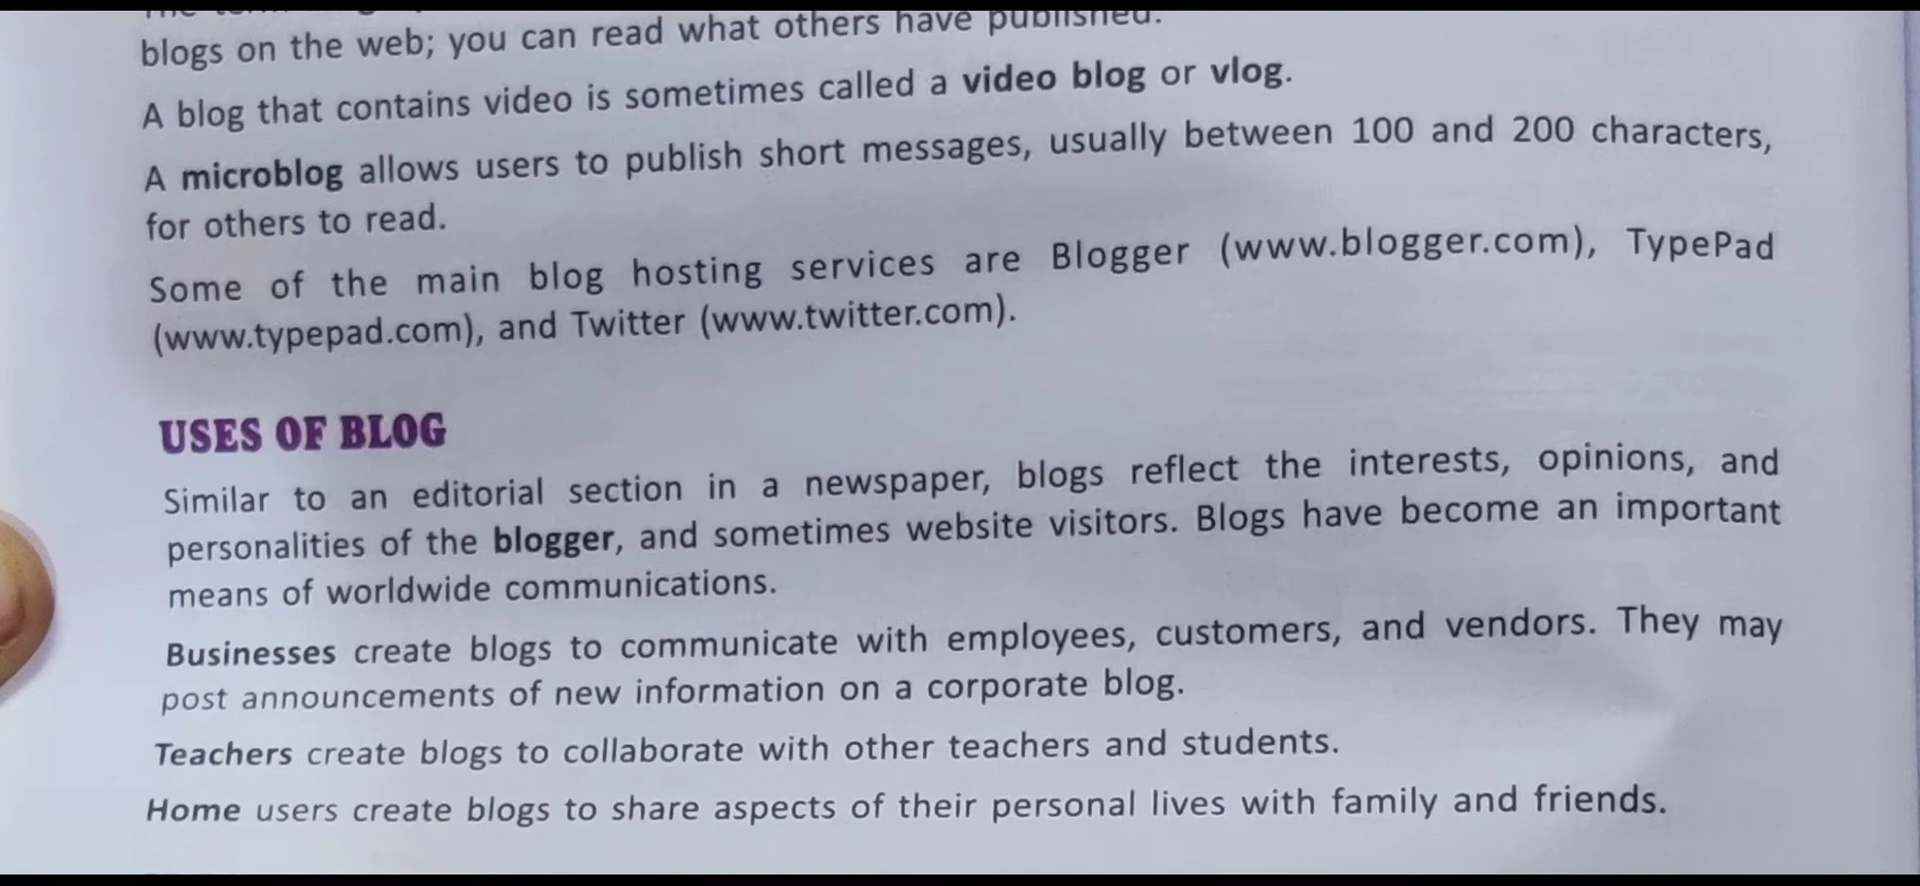 blogs on the web; you can read what others have published.
A blog that contains video is sometimes called a video blog or vlog.
A microblog allows users to publish short messages, usually between 100 and 200 characters,
for others to read.
Some of the main blog hosting services are Blogger (www.blogger.com), TypePad
(www.typepad.com), and Twitter (www.twitter.com).
USES OF BLOG
Similar to an editorial section in a newspaper, blogs reflect the interests, opinions, and
personalities of the blogger, and sometimes website visitors. Blogs have become an important
means of worldwide communications.
Businesses create blogs to communicate with employees, customers, and vendors. They may
post announcements of new information on a corporate blog.
Teachers create blogs to collaborate with other teachers and students.
Home users create blogs to share aspects of their personal lives with family and friends.